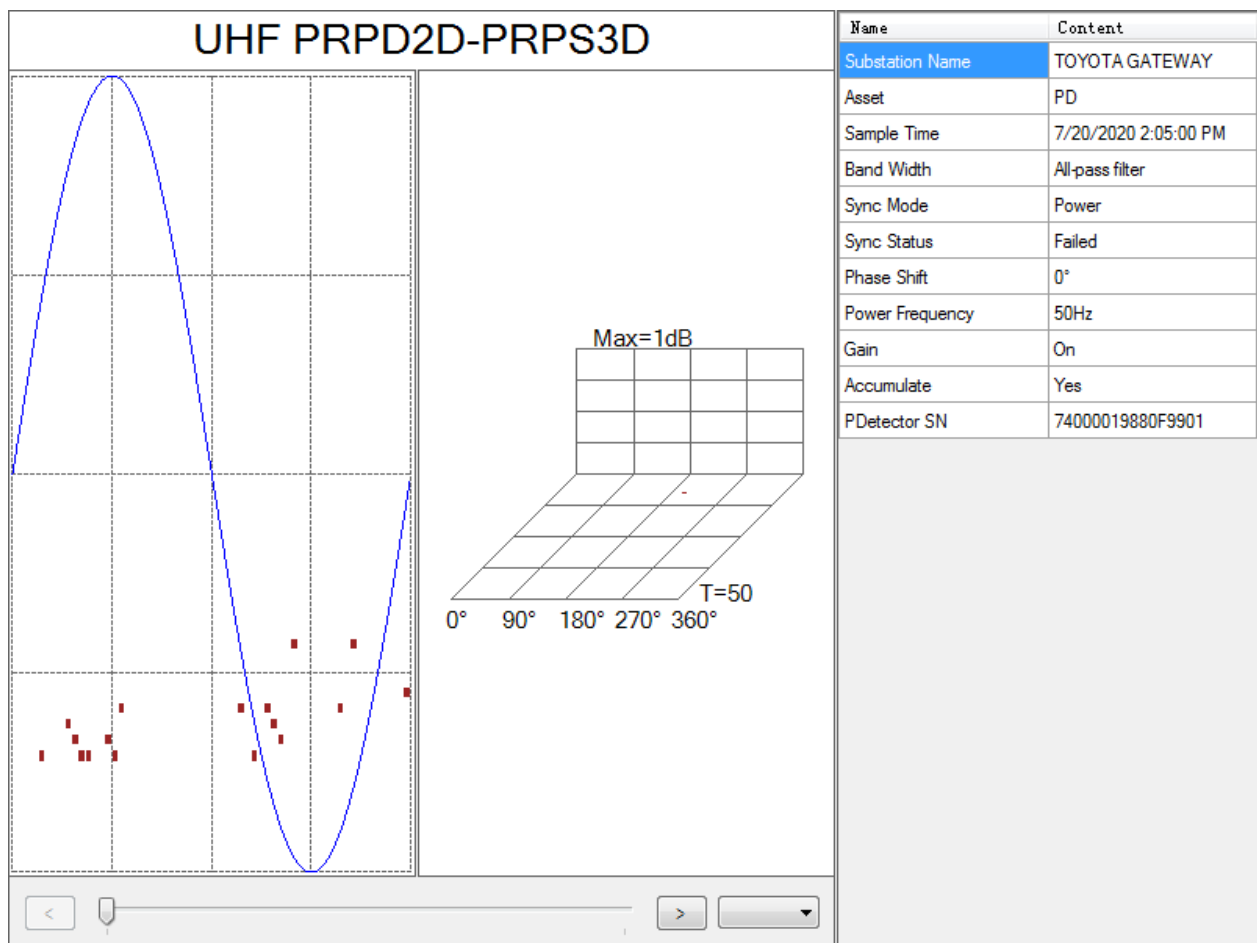 UHF PRPD2D-PRPS3D
Max=1dB
T=50
0° 90° 180° 270° 360°
< >
Name Content
Substation Name TOYOTA GATEWAY
Asset PD
Sample Time 7/20/2020 2:05:00 PM
Band Width All-pass filter
Sync Mode Power
Sync Status Failed
Phase Shift 0°
Power Frequency 50Hz
Gain On
Accumulate Yes
PDetector SN 74000019880F9901